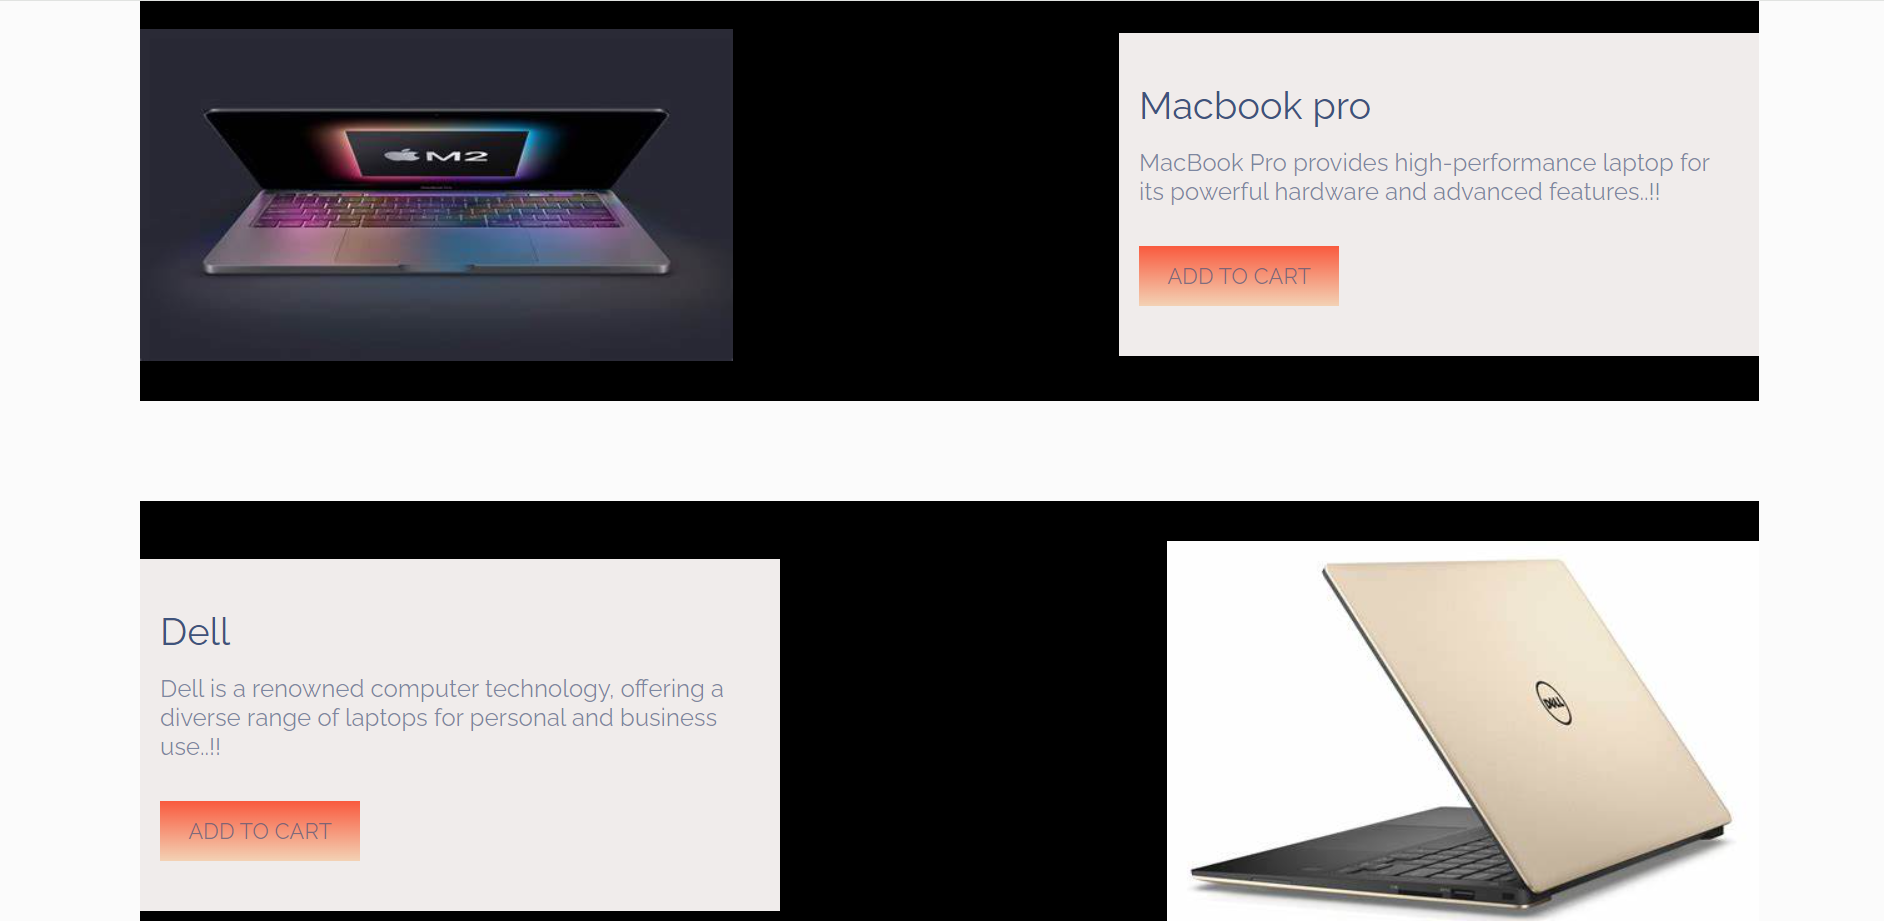 M2
Macbook pro
MacBook Pro provides high-performance laptop for
its powerful hardware and advanced features..!!
ADD TO CART
Dell
Dell is a renowned computer technology, offering a
diverse range of laptops for personal and business
use..!!
ADD TO CART
DELL